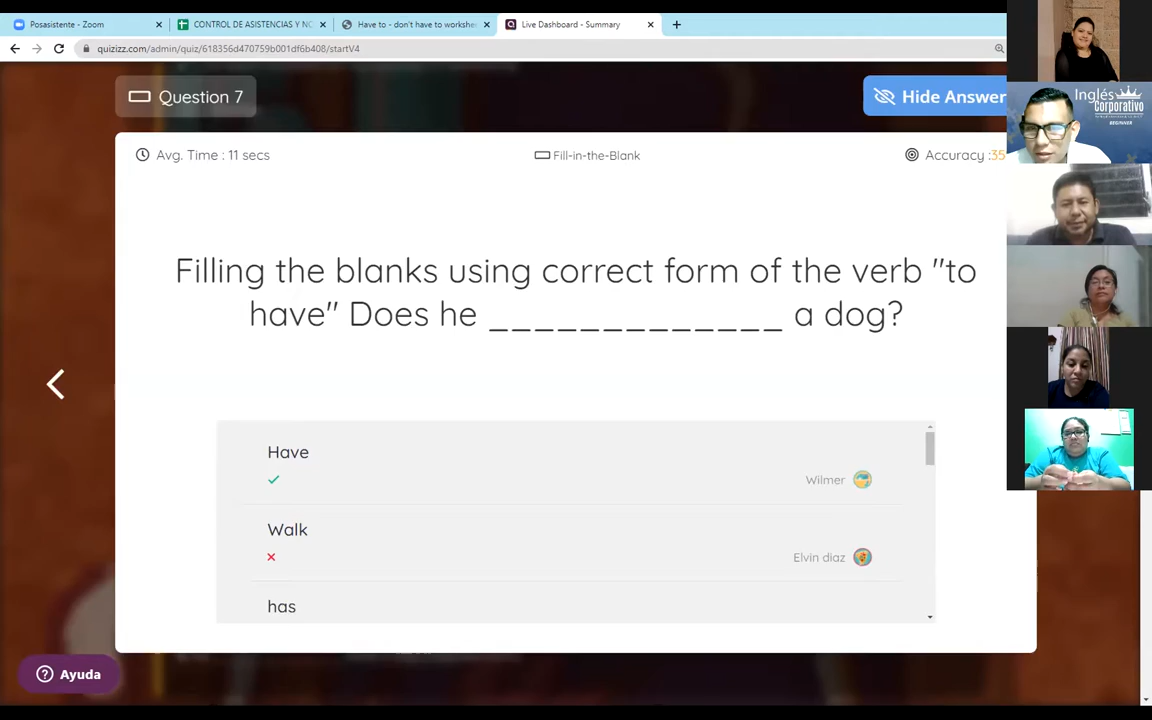 Posasistente - Zoom
CONTROL DE ASISTENCIAS Y NO
Have to - don't have to workshe
Live Dashboard - Summary
quizizz.com/admin/quiz/618356d470759b001df6b408/startV4
Question 7
Hide Answer
Avg. Time : 11 secs
Fill-in-the-Blank
Accuracy :35
Filling the blanks using correct form of the verb "to
have" Does he _____________ a dog?
Have
Wilmer
Walk
Elvin diaz
has
Ayuda
Inglés
Corporativo
BEGINNER